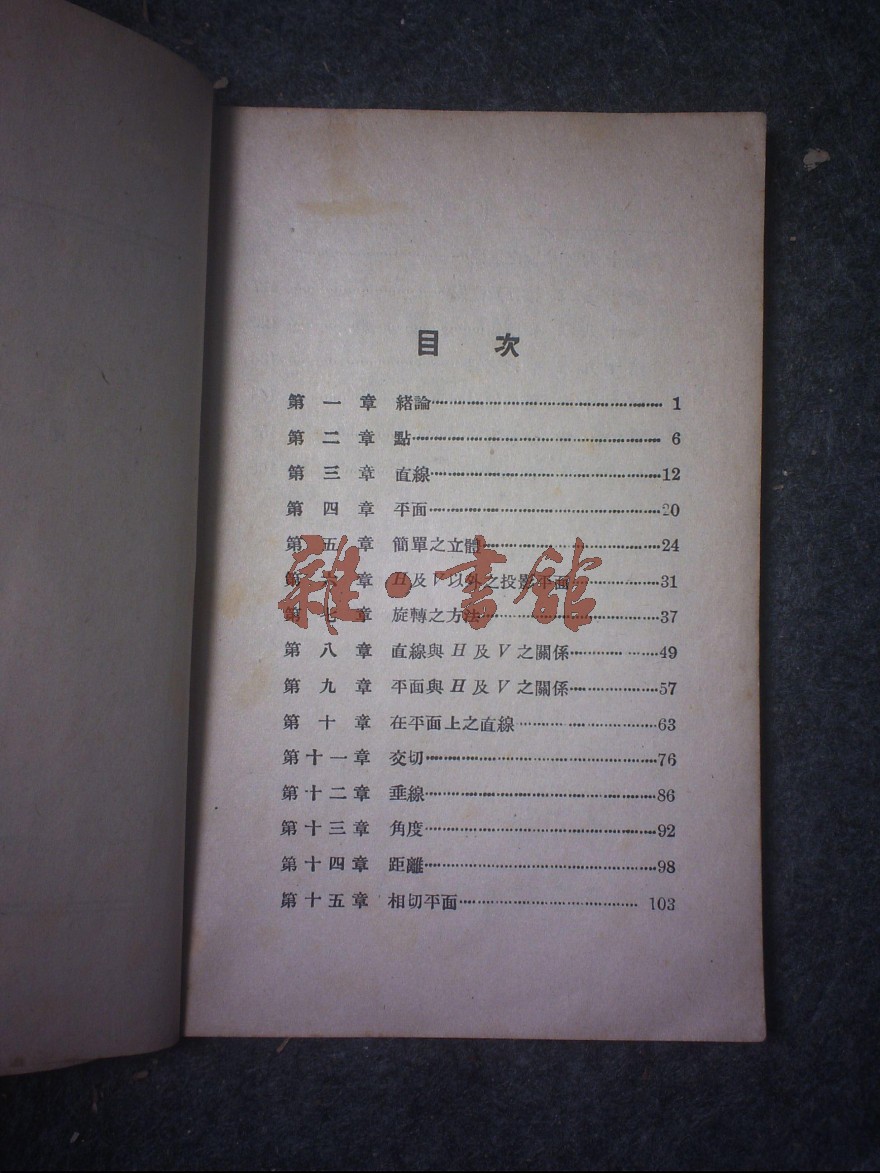 目 次
第一章 緒論 1
第二章 點 6
第三章 直線 12
第四章 平面 20
第五章 簡單之立體 24
第六章 H及V以外之投影平面 31
第七章 旋轉之方法 37
第八章 直線與 H 及 V 之關係 49
第九章 平面與 H 及 V 之關係 57
第十章 在平面上之直線 63
第十一章 交切 76
第十二章 垂線 86
第十三章 角度 92
第十四章 距離 98
第十五章 相切平面 103
雜·書館